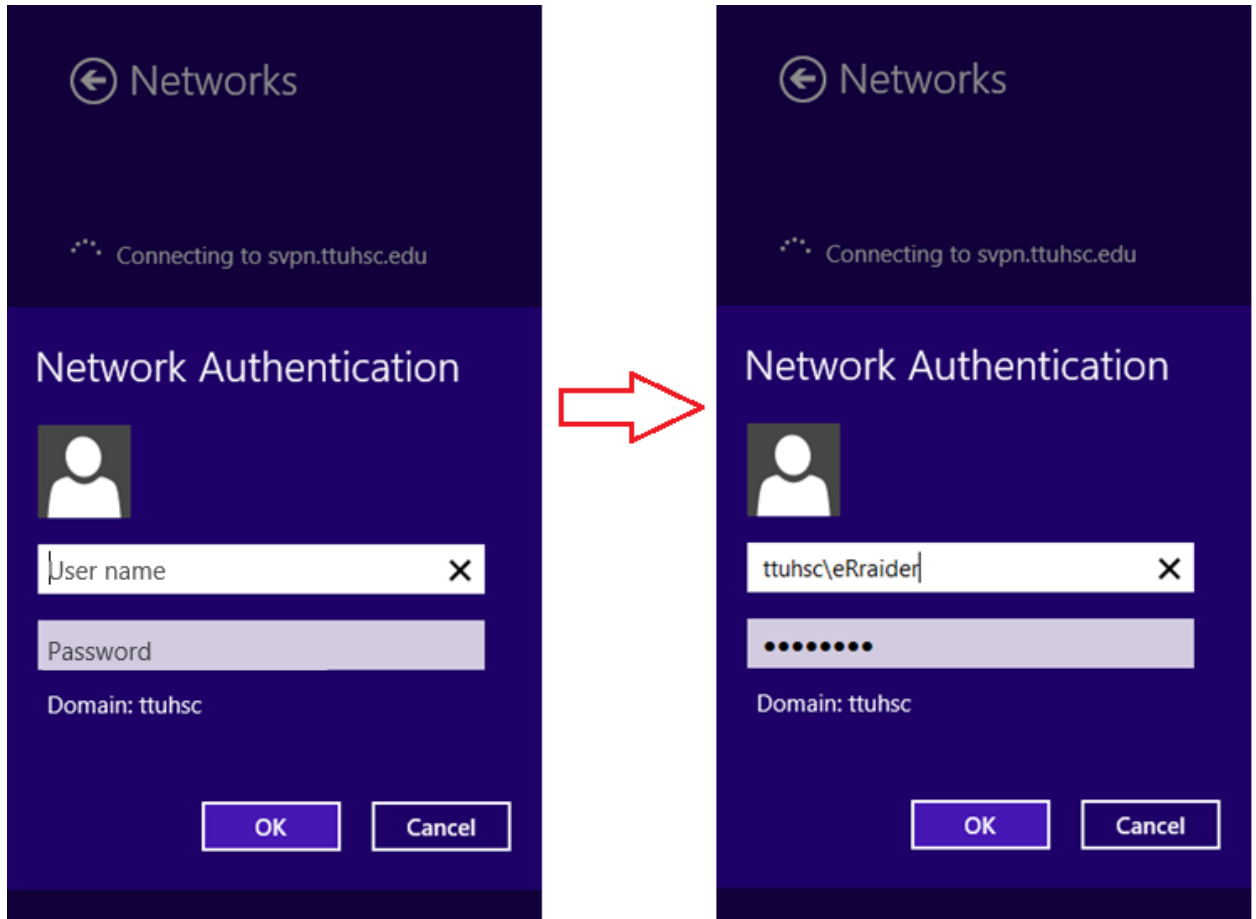 Networks
Connecting to svpn.ttuhsc.edu
Network Authentication
User name
Password
Domain: ttuhsc
OK
Cancel
Networks
Connecting to svpn.ttuhsc.edu
Network Authentication
ttuhsc\eRraider
••••••••
Domain: ttuhsc
OK
Cancel